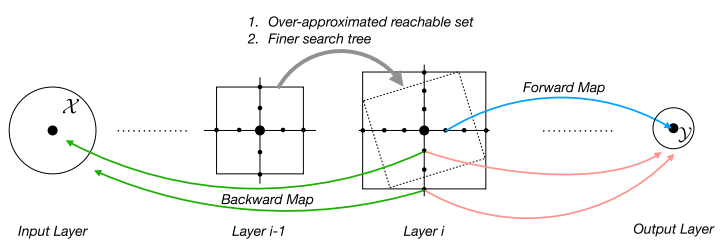 1. Over-approximated reachable set
2. Finer search tree
Forward Map
𝒳
𝒴
Backward Map
Input Layer
Layer i-1
Layer i
Output Layer